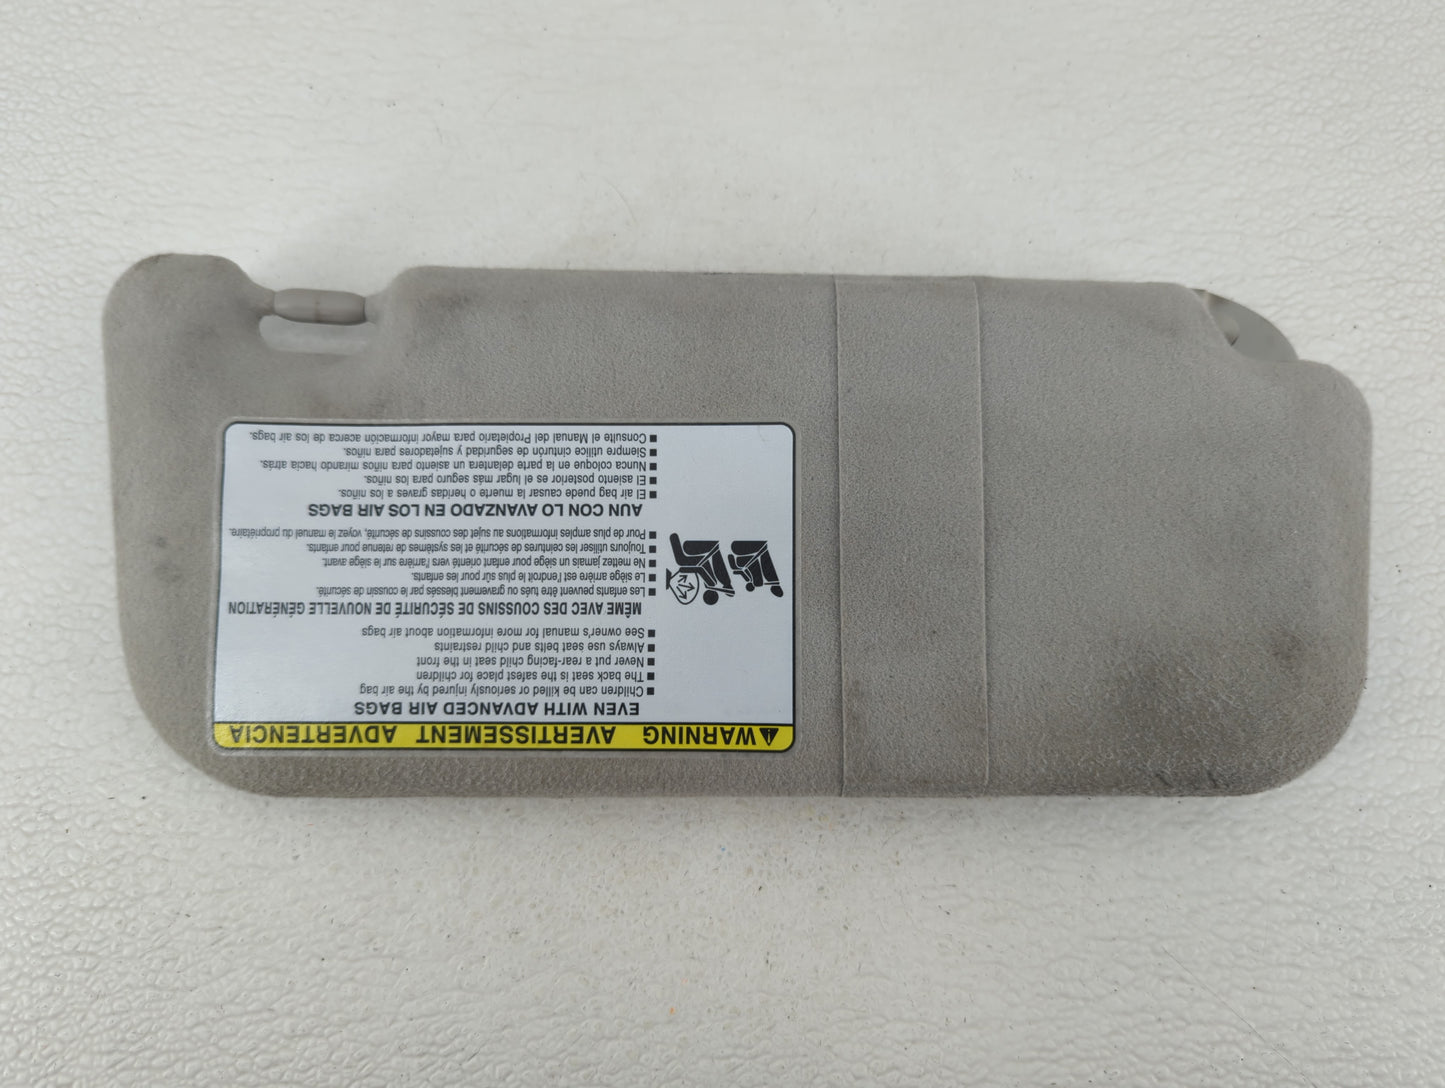 WARNING AVERTISSEMENT ADVERTENCIA
EVEN WITH ADVANCED AIR BAGS
■ Children can be killed or seriously injured by the air bag
■ The back seat is the safest place for children
■ Never put a rear-facing child seat in the front
■ Always use seat belts and child restraints
■ See owner's manual for more information about air bags
MÊME AVEC DES COUSSINS DE SÉCURITÉ DE NOUVELLE GÉNÉRATION
■ Les enfants peuvent être tués ou gravement blessés par le coussin de sécurité.
■ Le siège arrière est l'endroit le plus sûr pour les enfants.
■ Ne mettez jamais un siège pour enfant orienté vers l'arrière sur le siège avant.
■ Toujours utiliser les ceintures de sécurité et les systèmes de retenue pour enfants.
■ Pour de plus amples informations au sujet des coussins de sécurité, voyez le manuel du propriétaire.
AUN CON LO AVANZADO EN LOS AIR BAGS
■ El air bag puede causar la muerte o heridas graves a los niños.
■ El asiento posterior es el lugar más seguro para los niños.
■ Nunca coloque en la parte delantera un asiento para niños mirando hacia atrás.
■ Siempre utilice cinturón de seguridad y sujetadores para niños.
■ Consulte el Manual del Propietario para mayor información acerca de los air bags.